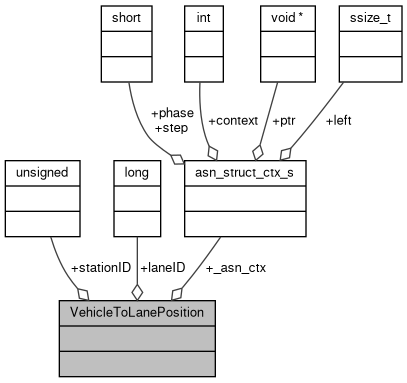 short
int
void *
ssize_t
+phase
+step
+context
+ptr
+left
unsigned
long
asn_struct_ctx_s
+stationID
+laneID
+_asn_ctx
VehicleToLanePosition